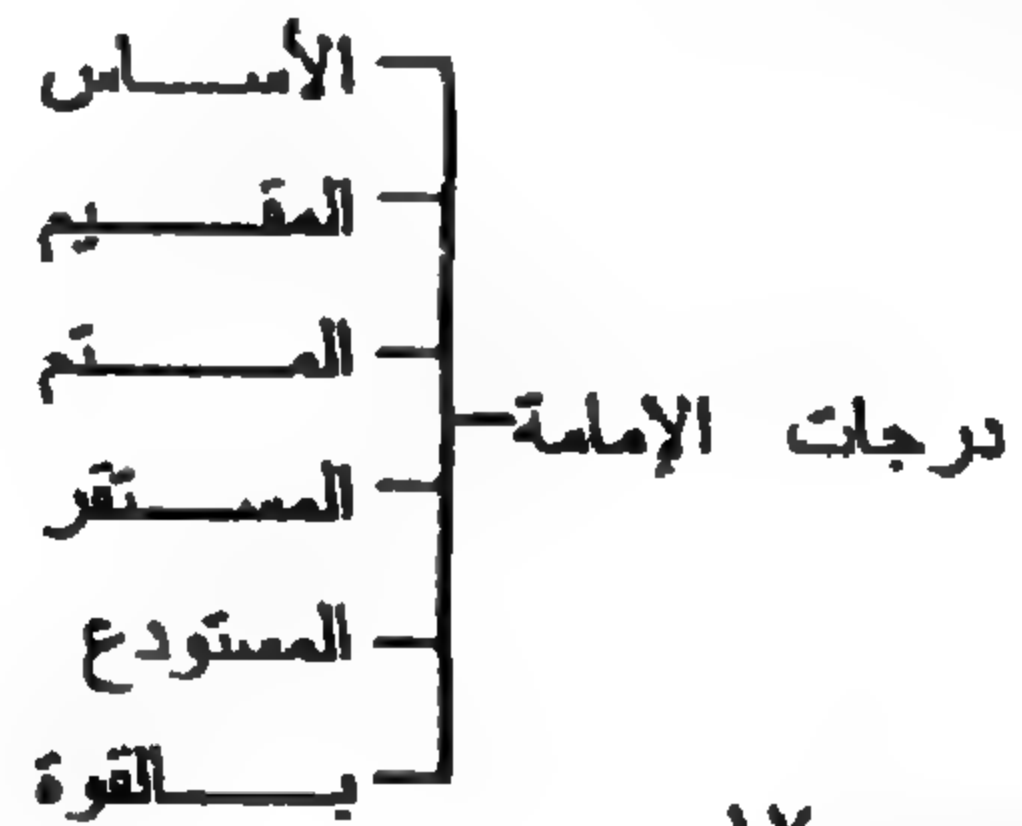 درجات الإمامة
الأساس
المقيم
المتم
المستقر
المستودع
بالقوة